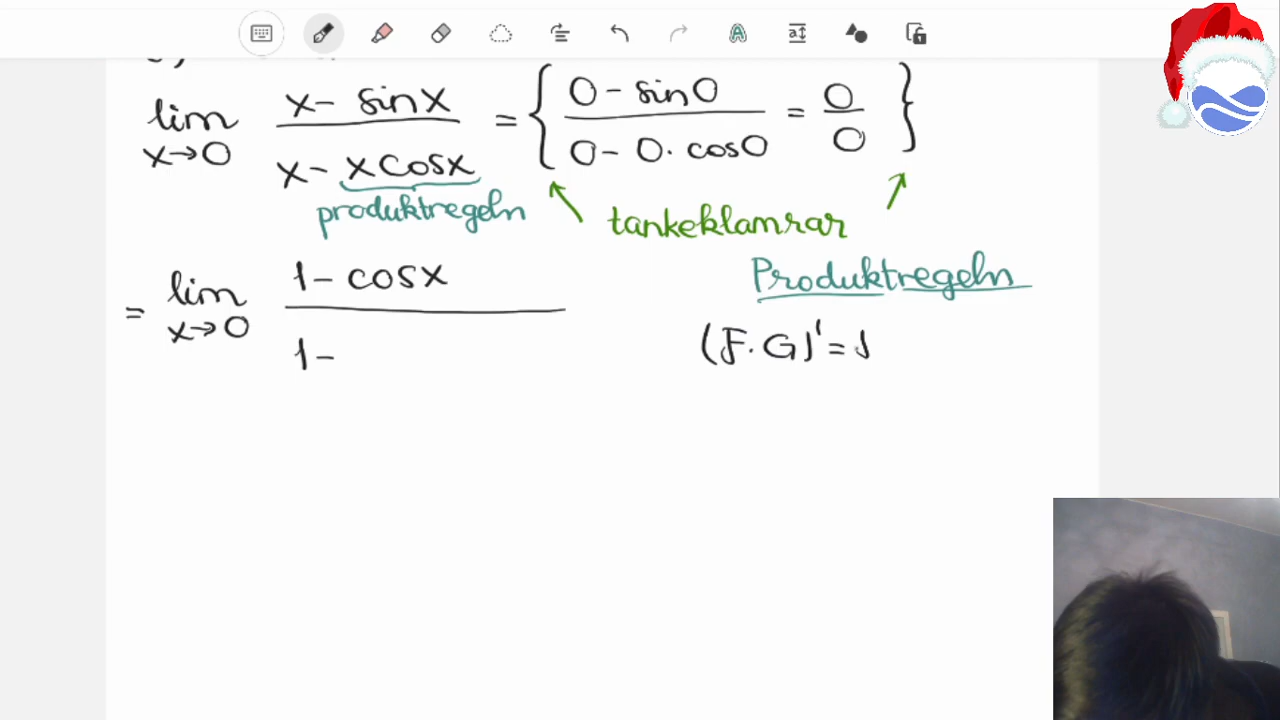 lim x→0 (x - sinx)/(x - xcosx) = { (0 - sin0)/(0 - 0·cos0) = 0/0 }
produktregeln
tankeklamrar
Produktregeln
= lim x→0 (1 - cosx)/(1 -
(F·G)' =